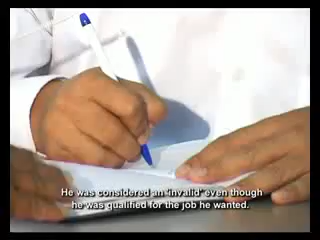 He was considered an 'invalid' even though
he was qualified for the job he wanted.